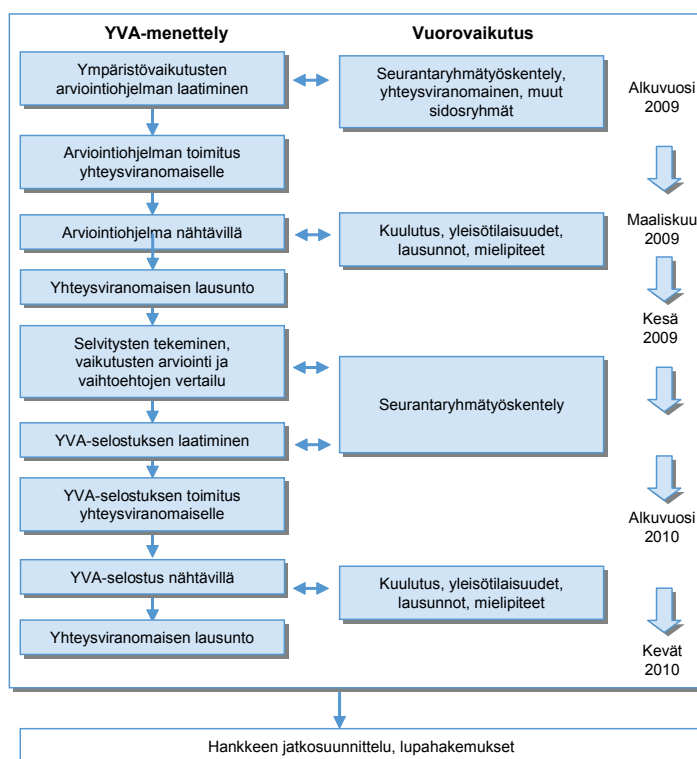 YVA-menettely
Vuorovaikutus
Ympäristövaikutusten
arviointiohjelman laatiminen
Seurantaryhmätyöskentely,
yhteysviranomainen, muut
sidosryhmät
Alkuvuosi
2009
Arviointiohjelman toimitus
yhteysviranomaiselle
Arviointiohjelma nähtävillä
Kuulutus, yleisötilaisuudet,
lausunnot, mielipiteet
Maaliskuu
2009
Yhteysviranomaisen lausunto
Kesä
2009
Selvitysten tekeminen,
vaikutusten arviointi ja
vaihtoehtojen vertailu
Seurantaryhmätyöskentely
YVA-selostuksen laatiminen
YVA-selostuksen toimitus
yhteysviranomaiselle
Alkuvuosi
2010
YVA-selostus nähtävillä
Kuulutus, yleisötilaisuudet,
lausunnot, mielipiteet
Yhteysviranomaisen lausunto
Kevät
2010
Hankkeen jatkosuunnittelu, lupahakemukset